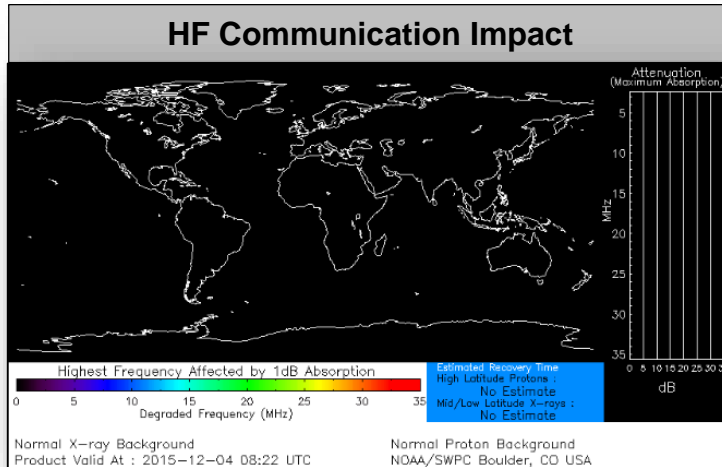 HF Communication Impact
Attenuation
(Maximum Absorption)
5
10
15
20
25
30
35
MHz
0 5 10 15 20 25 30 3
dB
Highest Frequency Affected by 1dB Absorption
0 5 10 15 20 25 30 35
Degraded Frequency (MHz)
Estimated Recovery Time
High Latitude Protons :
No Estimate
Mid/Low Latitude X-rays :
No Estimate
Normal X-ray Background
Product Valid At : 2015-12-04 08:22 UTC
Normal Proton Background
NOAA/SWPC Boulder, CO USA